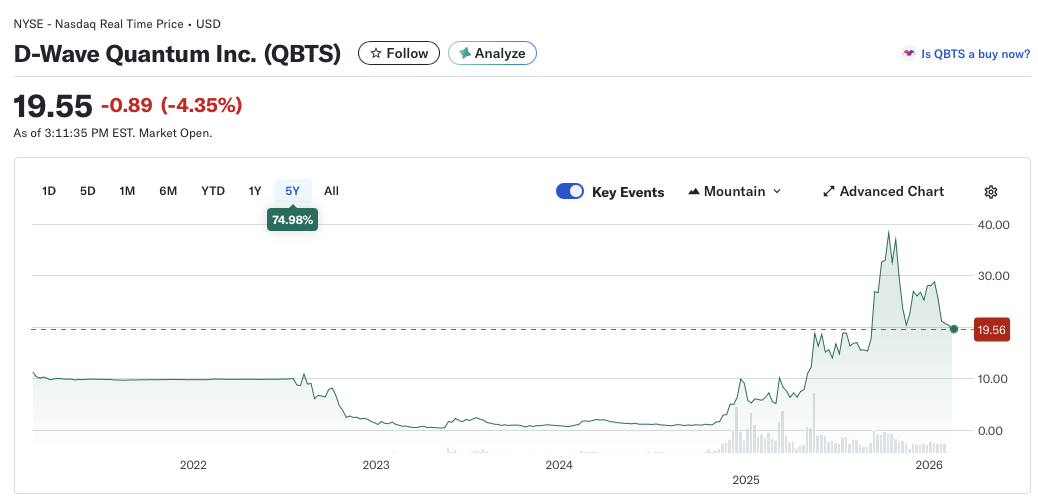 NYSE - Nasdaq Real Time Price • USD
D-Wave Quantum Inc. (QBTS)
Follow
Analyze
Is QBTS a buy now?
19.55 -0.89 (-4.35%)
As of 3:11:35 PM EST. Market Open.
1D 5D 1M 6M YTD 1Y 5Y All
Key Events
Mountain
Advanced Chart
74.98%
40.00
30.00
19.56
10.00
0.00
2022 2023 2024 2025 2026